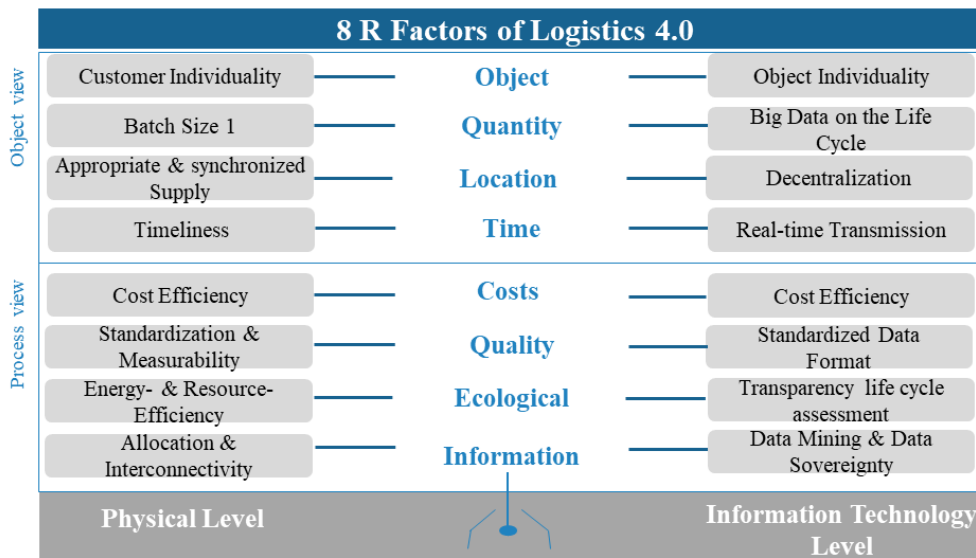 8 R Factors of Logistics 4.0
Object view
Customer Individuality
Object
Object Individuality
Batch Size 1
Quantity
Big Data on the Life
Cycle
Appropriate & synchronized
Supply
Location
Decentralization
Timeliness
Time
Real-time Transmission
Process view
Cost Efficiency
Costs
Cost Efficiency
Standardization &
Measurability
Quality
Standardized Data
Format
Energy- & Resource-
Efficiency
Ecological
Transparency life cycle
assessment
Allocation &
Interconnectivity
Information
Data Mining & Data
Sovereignty
Physical Level
Information Technology
Level